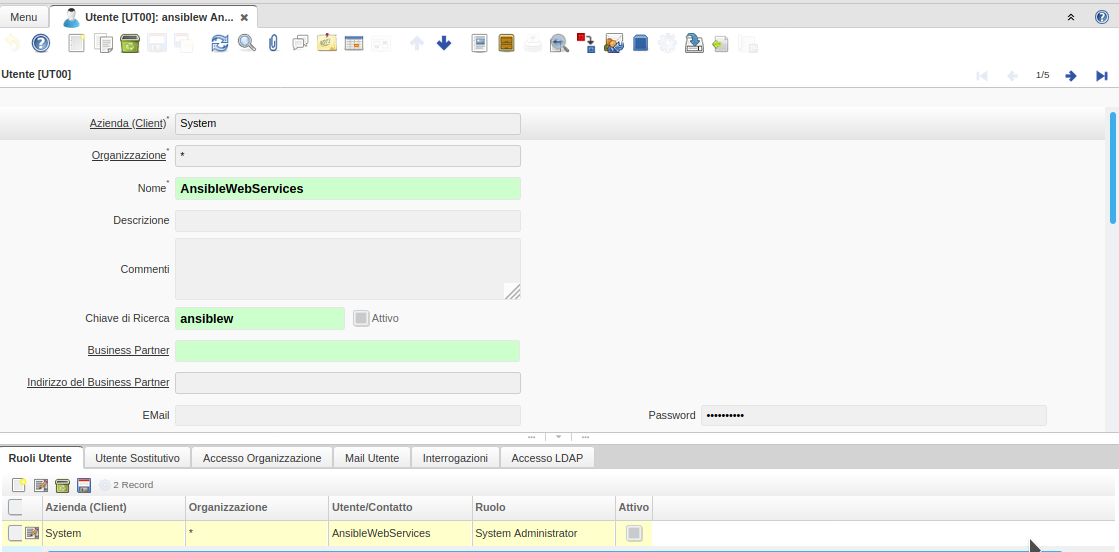 Menu
Utente [UT00]: ansiblew An...
Utente [UT00]
1/5
Azienda (Client)*
System
Organizzazione*
*
Nome*
AnsibleWebServices
Descrizione
Commenti
Chiave di Ricerca
ansiblew
Attivo
Business Partner
Indirizzo del Business Partner
EMail
Password
••••••••••
Ruoli Utente Utente Sostitutivo Accesso Organizzazione Mail Utente Interrogazioni Accesso LDAP
2 Record
Azienda (Client) Organizzazione Utente/Contatto Ruolo Attivo
System * AnsibleWebServices System Administrator